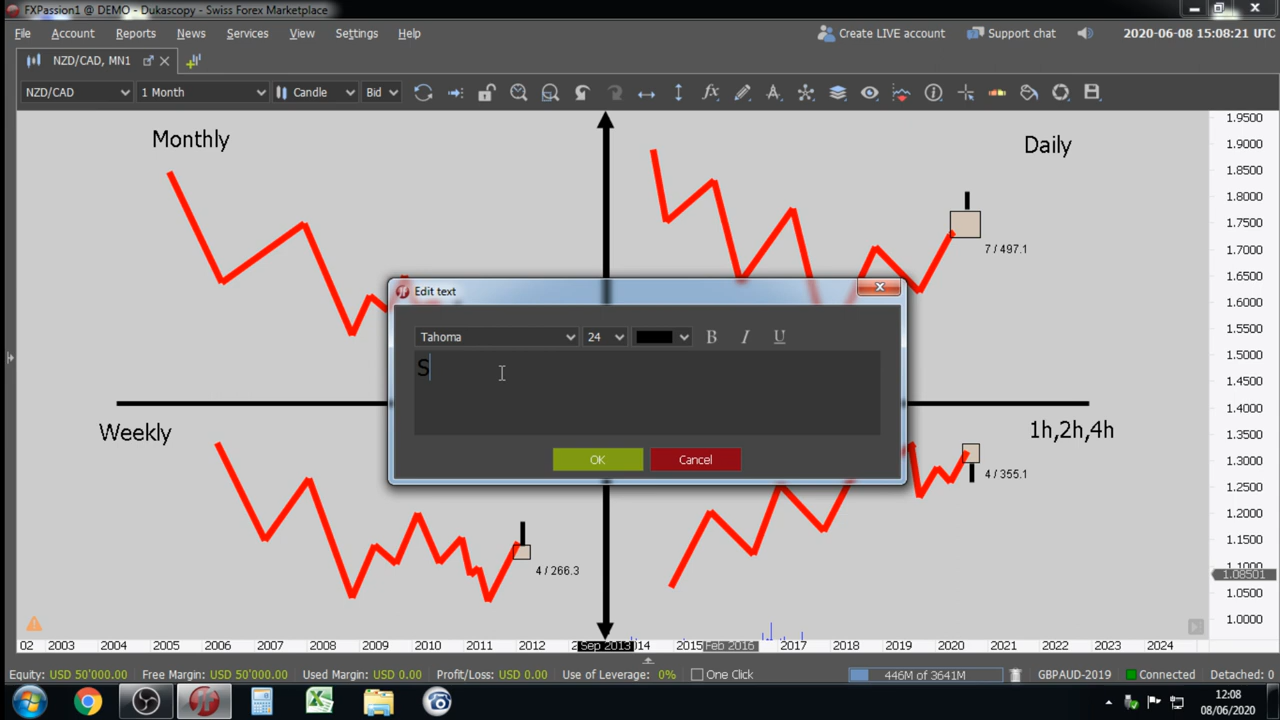 FXPassion1 @ DEMO - Dukascopy - Swiss Forex Marketplace
File Account Reports News Services View Settings Help
Create LIVE account Support chat 2020-06-08 15:08:21 UTC
NZD/CAD, MN1
NZD/CAD 1 Month Candle Bid
Monthly
Daily
7 / 497.1
Edit text
Tahoma 24 B I U
S
OK Cancel
Weekly
1h,2h,4h
4 / 355.1
4 / 266.3
1.9500
1.9000
1.8500
1.8000
1.7500
1.7000
1.6500
1.6000
1.5500
1.5000
1.4500
1.4000
1.3500
1.3000
1.2500
1.2000
1.1500
1.1000
1.08501
1.0500
1.0000
02 2003 2004 2005 2006 2007 2008 2009 2010 2011 2012 Sep 2013 014 2015 Feb 2016 2017 2018 2019 2020 2021 2022 2023 2024
Equity: USD 50'000.00 Free Margin: USD 50'000.00 Used Margin: USD 0.00 Profit/Loss: USD 0.00 Use of Leverage: 0% One Click 446M of 3641M GBPAUD-2019 Connected Detached: 0
12:08
08/06/2020